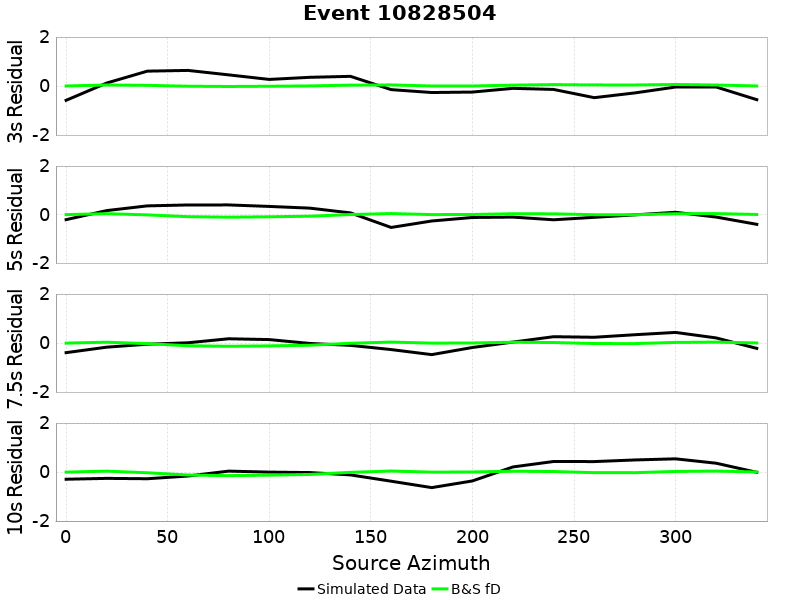 Event 10828504
3s Residual
2
0
-2
5s Residual
2
0
-2
7.5s Residual
2
0
-2
10s Residual
2
0
-2
0 50 100 150 200 250 300
Source Azimuth
Simulated Data B&S fD